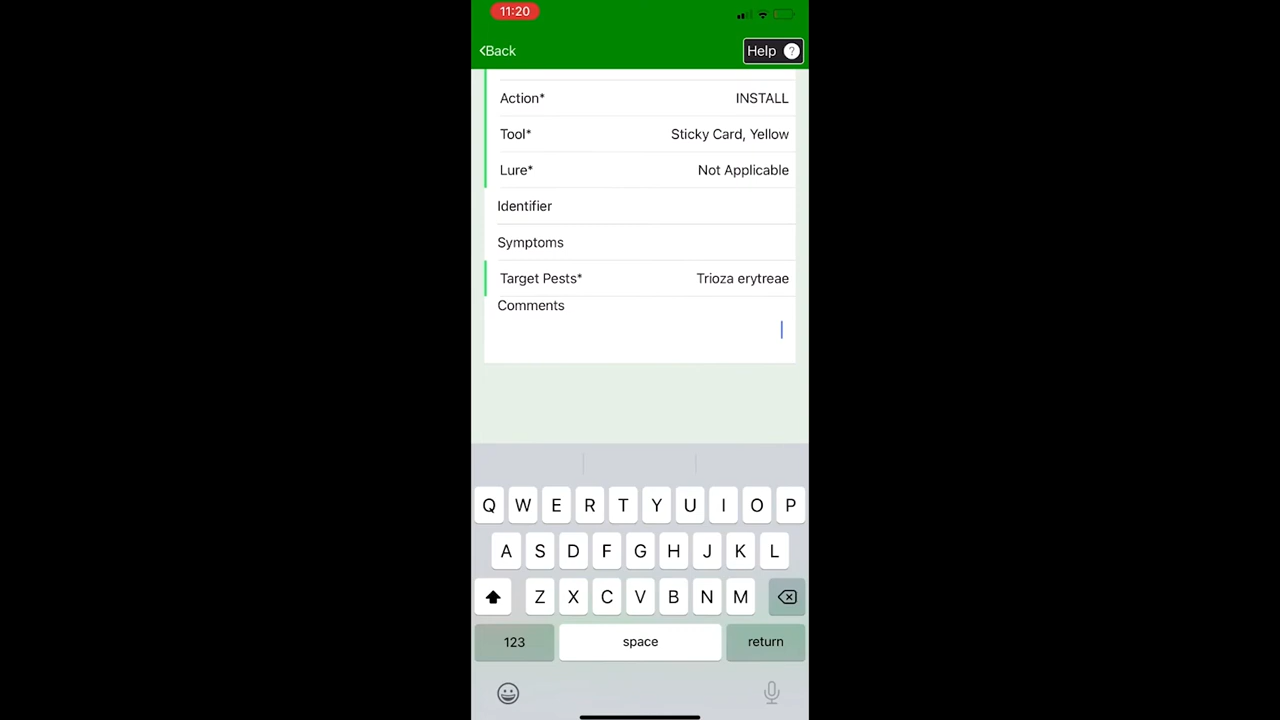 11:20
Back
Help ?
Action* INSTALL
Tool* Sticky Card, Yellow
Lure* Not Applicable
Identifier
Symptoms
Target Pests* Trioza erytreae
Comments
Q W E R T Y U I O P
A S D F G H J K L
Z X C V B N M
123 space return